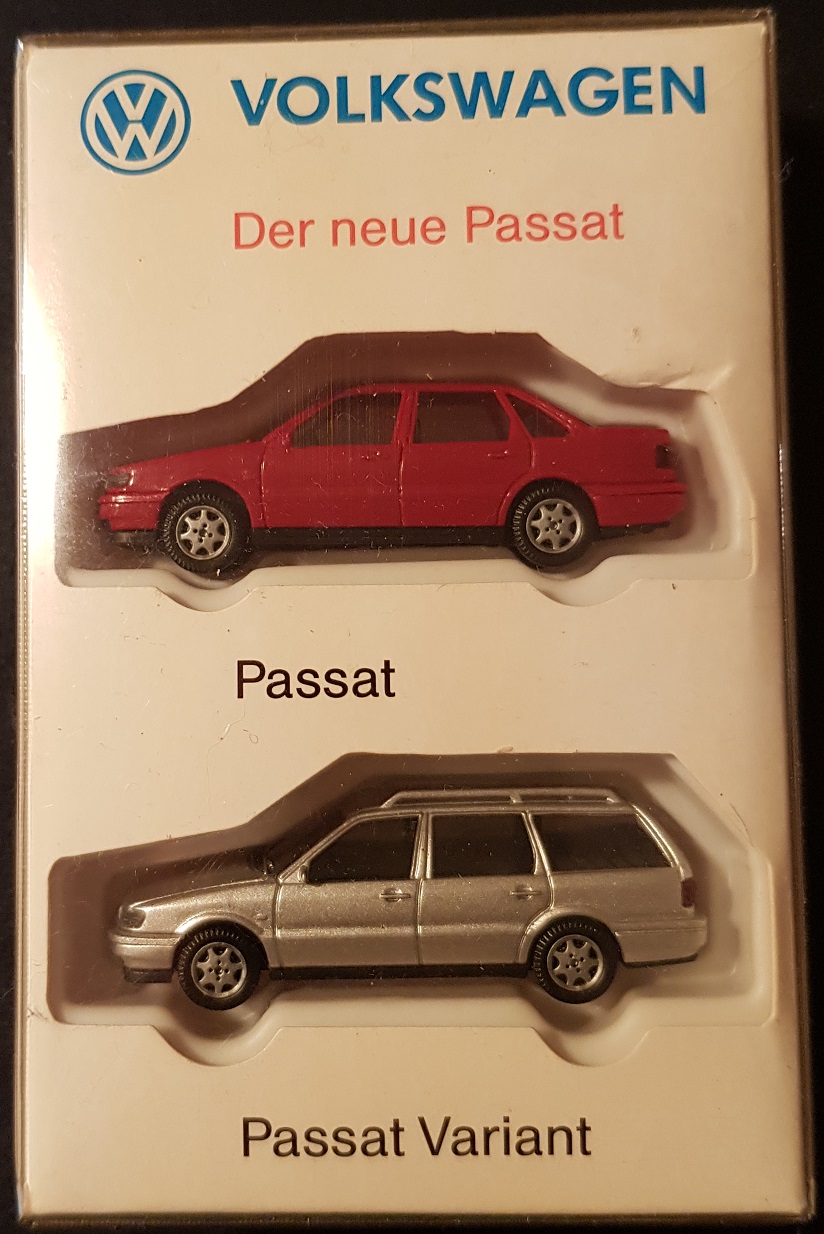 VOLKSWAGEN
Der neue Passat
Passat
Passat Variant